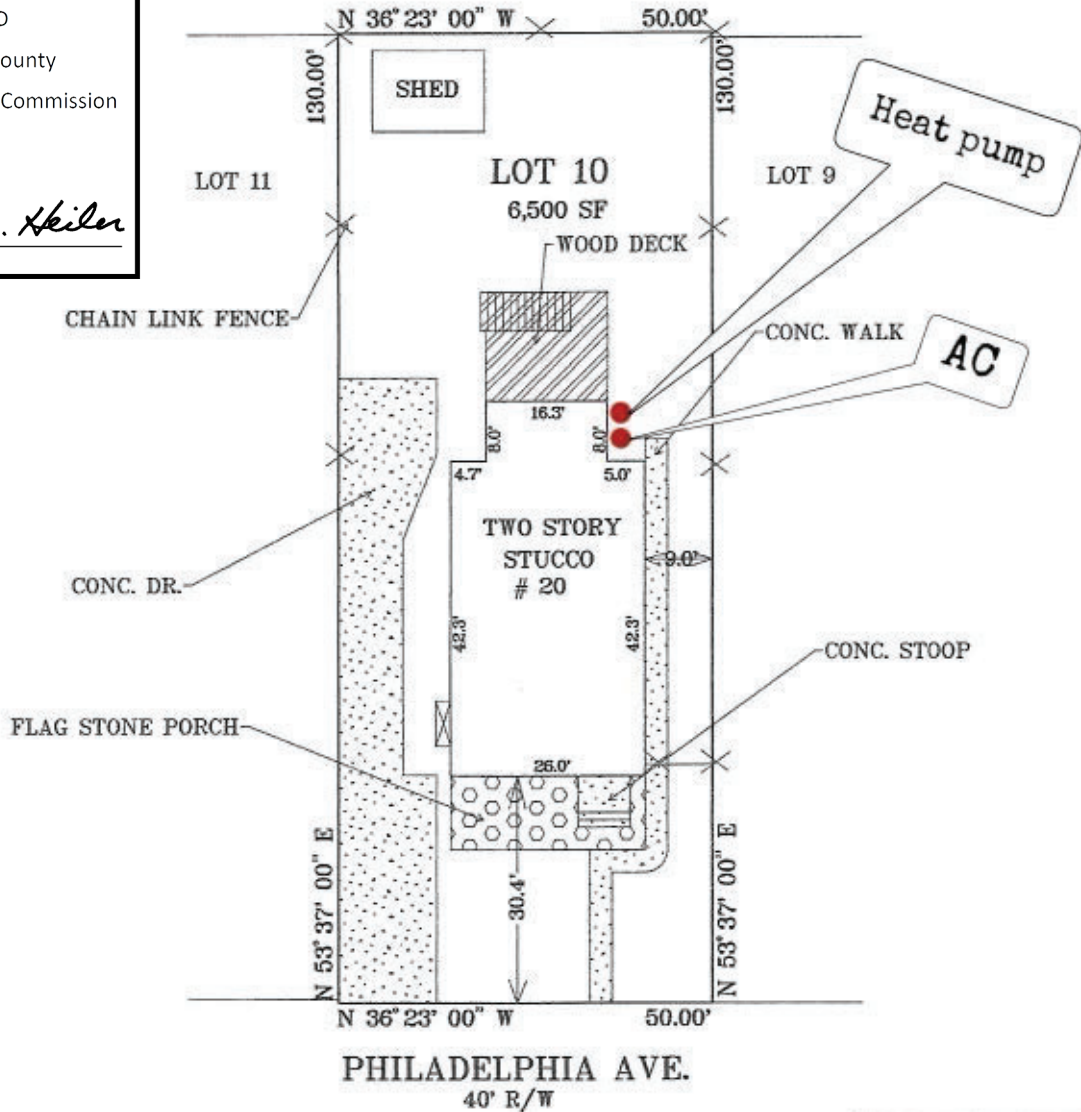 ounty
Commission
. Heiler
N 36° 23' 00" W 50.00'
130.00'
130.00'
SHED
Heat pump
LOT 11
LOT 10
6,500 SF
LOT 9
WOOD DECK
CHAIN LINK FENCE
CONC. WALK
AC
16.3'
8.0'
8.0'
4.7'
5.0'
TWO STORY
STUCCO
# 20
9.0'
CONC. DR.
42.3'
42.3'
CONC. STOOP
FLAG STONE PORCH
26.0'
30.4'
N 53° 37' 00" E
N 53° 37' 00" E
N 36° 23' 00" W 50.00'
PHILADELPHIA AVE.
40' R/W